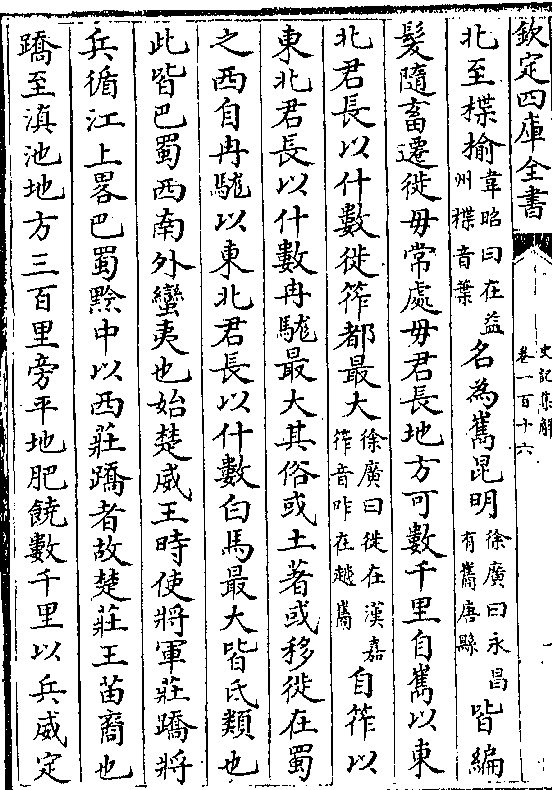 欽定四庫全書
史記集解
卷一百十六
北至楪榆韋昭曰在益州楪音葉名為嶲昆明徐廣曰永昌有嶲唐縣皆編
髮隨畜遷徙毋常處毋君長地方可數千里自嶲以東
北君長以什數徙筰都最大徐廣曰徙在漢嘉筰音昨在越嶲自筰以
東北君長以什數冉駹最大其俗或土著或移徙在蜀
之西自冉駹以東北君長以什數白馬最大皆氐類也
此皆巴蜀西南外蠻夷也始楚威王時使將軍莊蹻將
兵循江上畧巴蜀黔中以西莊蹻者故楚莊王苗裔也
蹻至滇池地方三百里旁平地肥饒數千里以兵威定